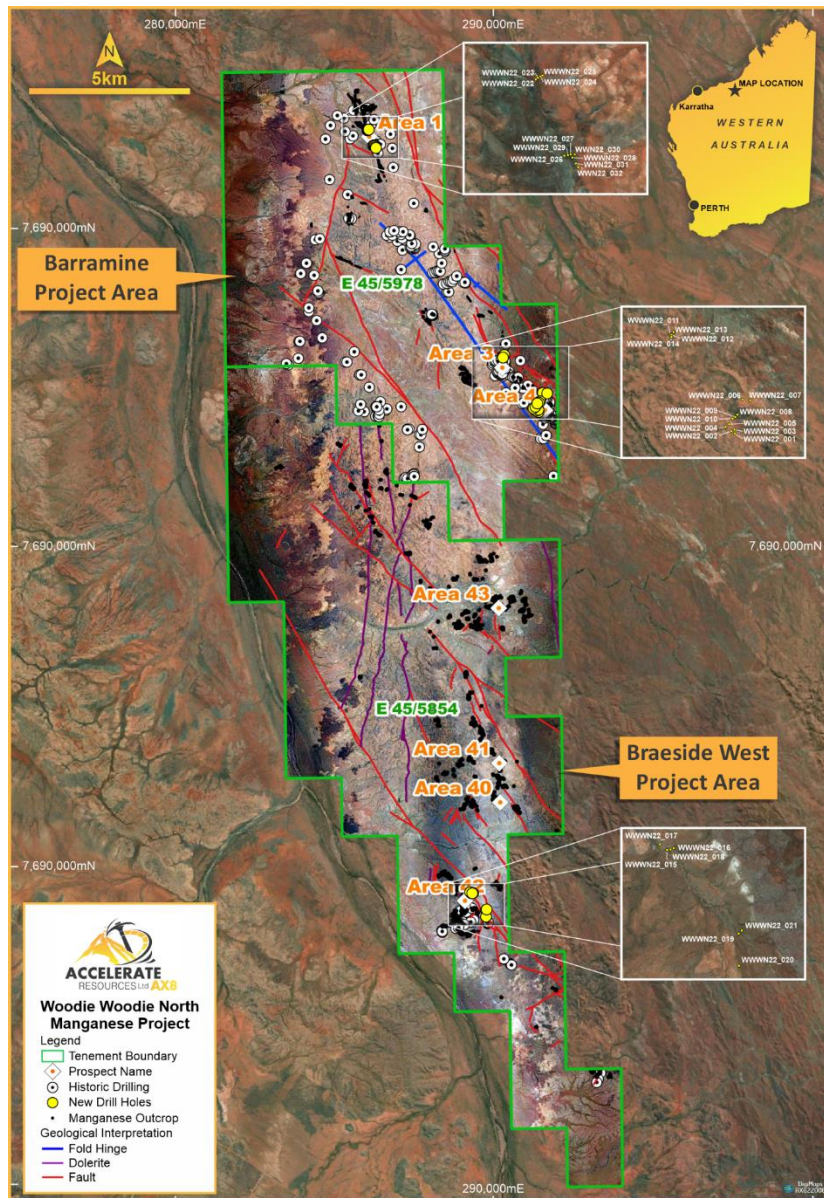 280,000mE
290,000mE
N
5km
WWWN22_023
WWWN22_022
WWWN22_024
WWWN22_027
WWWN22_030
WWWN22_026
WWWN22_031
WWWN22_032
MAP LOCATION
Karratha
WESTERN
AUSTRALIA
PERTH
Area 1
7,690,000mN
Barramine
Project Area
E 45/5978
Area 3
Area 4
WWWN22_011
WWWN22_013
WWWN22_014
WWWN22_012
WWWN22_006
WWWN22_007
WWWN22_009
WWWN22_008
WWWN22_010
WWWN22_005
WWWN22_004
WWWN22_003
WWWN22_002
WWWN22_001
7,690,000mN
7,690,000mN
Area 43
E 45/5854
Area 41
Area 40
Braeside West
Project Area
7,690,000mN
Area 42
WWWN22_017
WWWN22_016
WWWN22_018
WWWN22_015
WWWN22_021
WWWN22_019
WWWN22_020
ACCELERATE
RESOURCES Ltd AX8
Woodie Woodie North
Manganese Project
Legend
Tenement Boundary
Prospect Name
Historic Drilling
New Drill Holes
Manganese Outcrop
Geological Interpretation
Fold Hinge
Dolerite
Fault
290,000mE